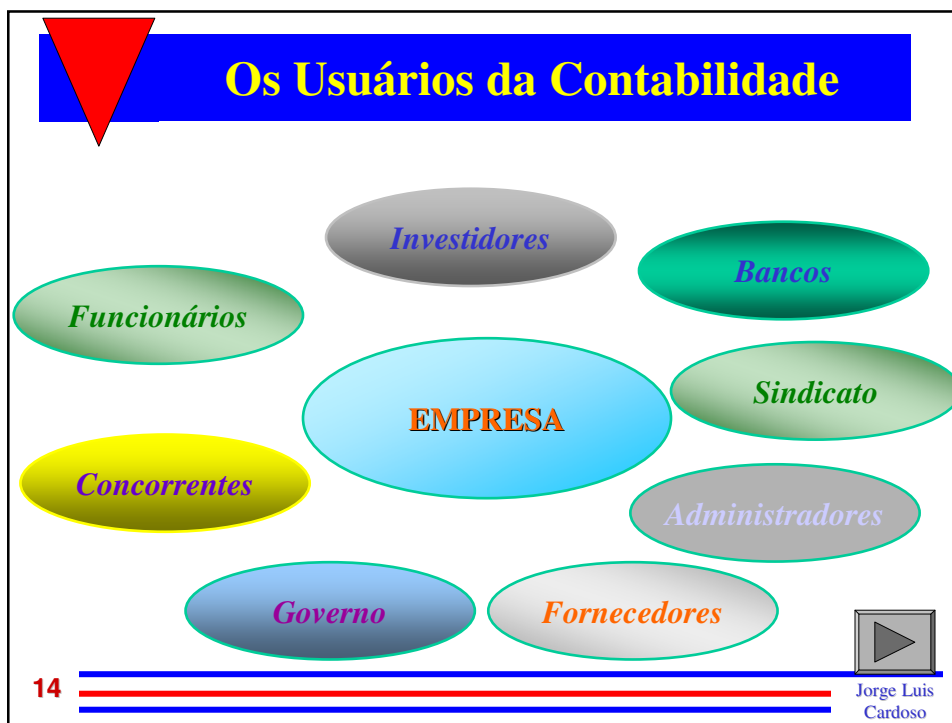 Os Usuários da Contabilidade
Investidores
Bancos
Funcionários
Sindicato
EMPRESA
Concorrentes
Administradores
Governo
Fornecedores
14
Jorge Luis
Cardoso